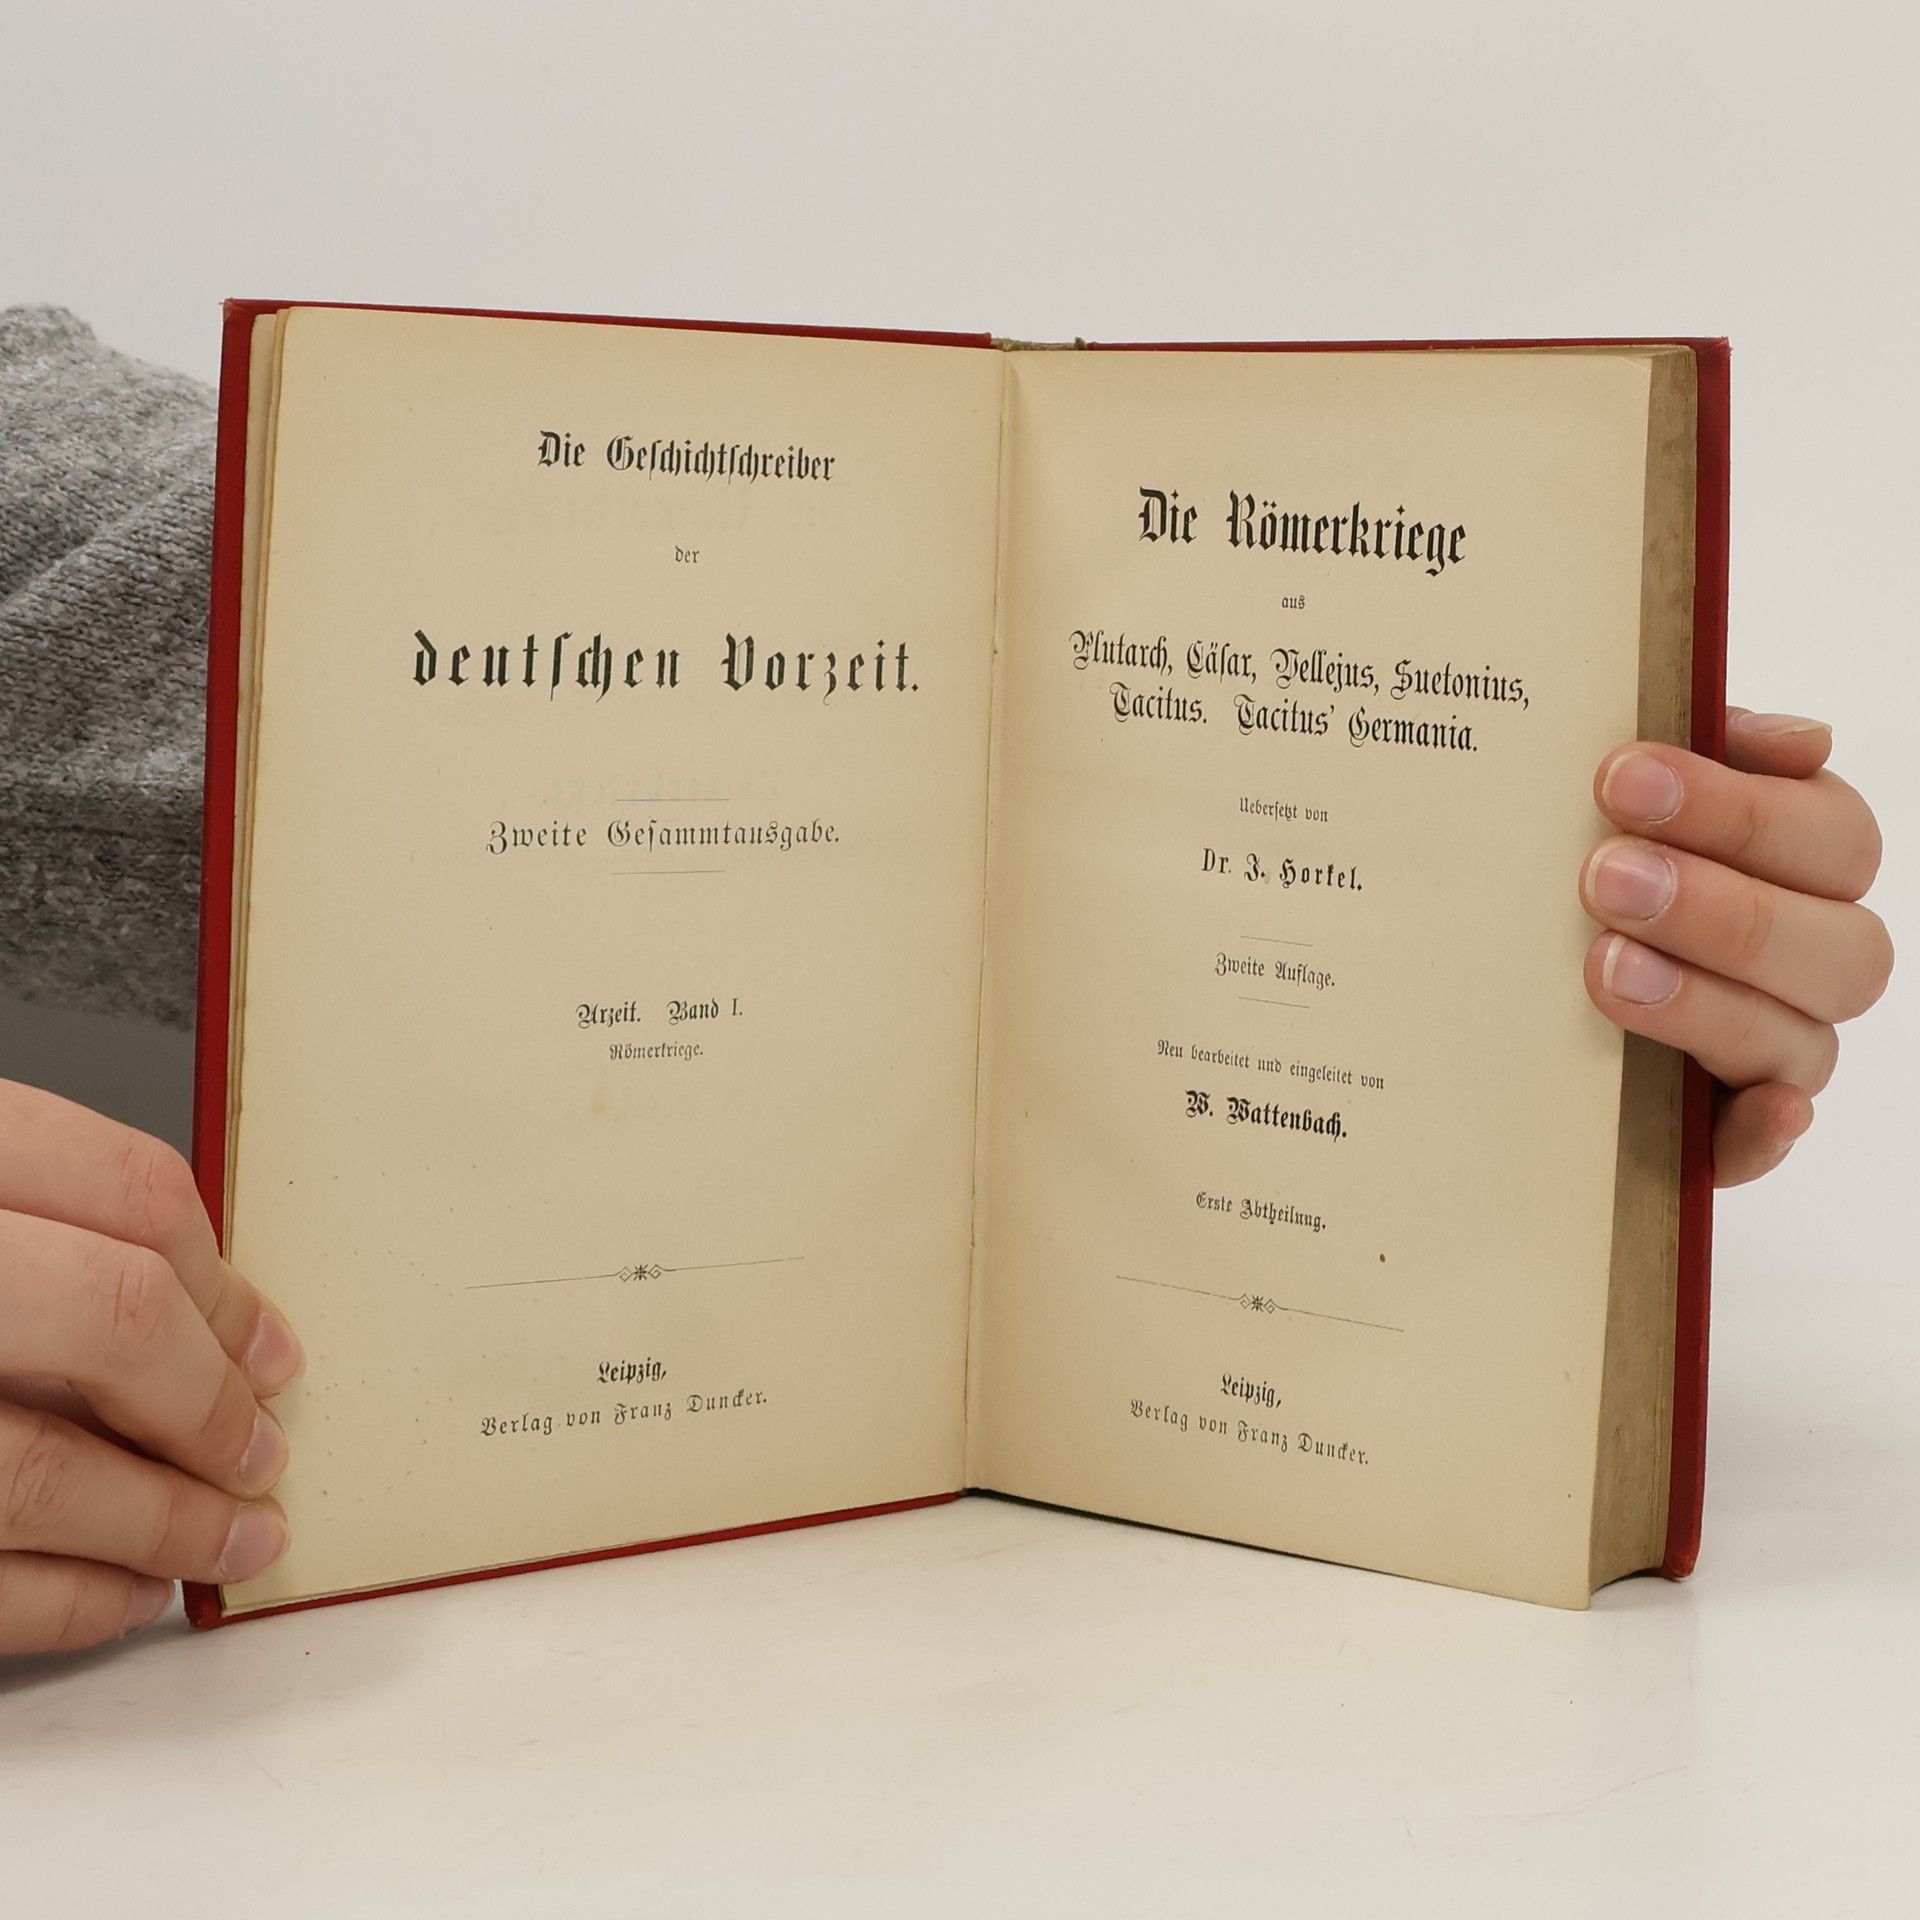 Die Geschichtschreiber
der
deutschen Vorzeit.
Zweite Gesammtausgabe.
Urzeit. Band I.
Römerkriege.
Leipzig,
Verlag von Franz Duncker.
Die Römerkriege
aus
Plutarch, Cäsar, Vellejus, Suetonius,
Tacitus. Tacitus' Germania.
Uebersetzt von
Dr. J. Horkel.
Zweite Auflage.
Neu bearbeitet und eingeleitet von
W. Wattenbach.
Erste Abtheilung.
Leipzig,
Verlag von Franz Duncker.